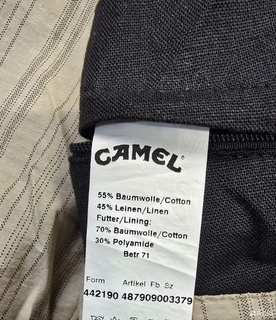 CAMEL
55% Baumwolle/Cotton
45% Leinen/Linen
Futter/Lining:
70% Baumwolle/Cotton
30% Polyamide
Betr 71
Form Artikel Fb Sz
442190 487909003379